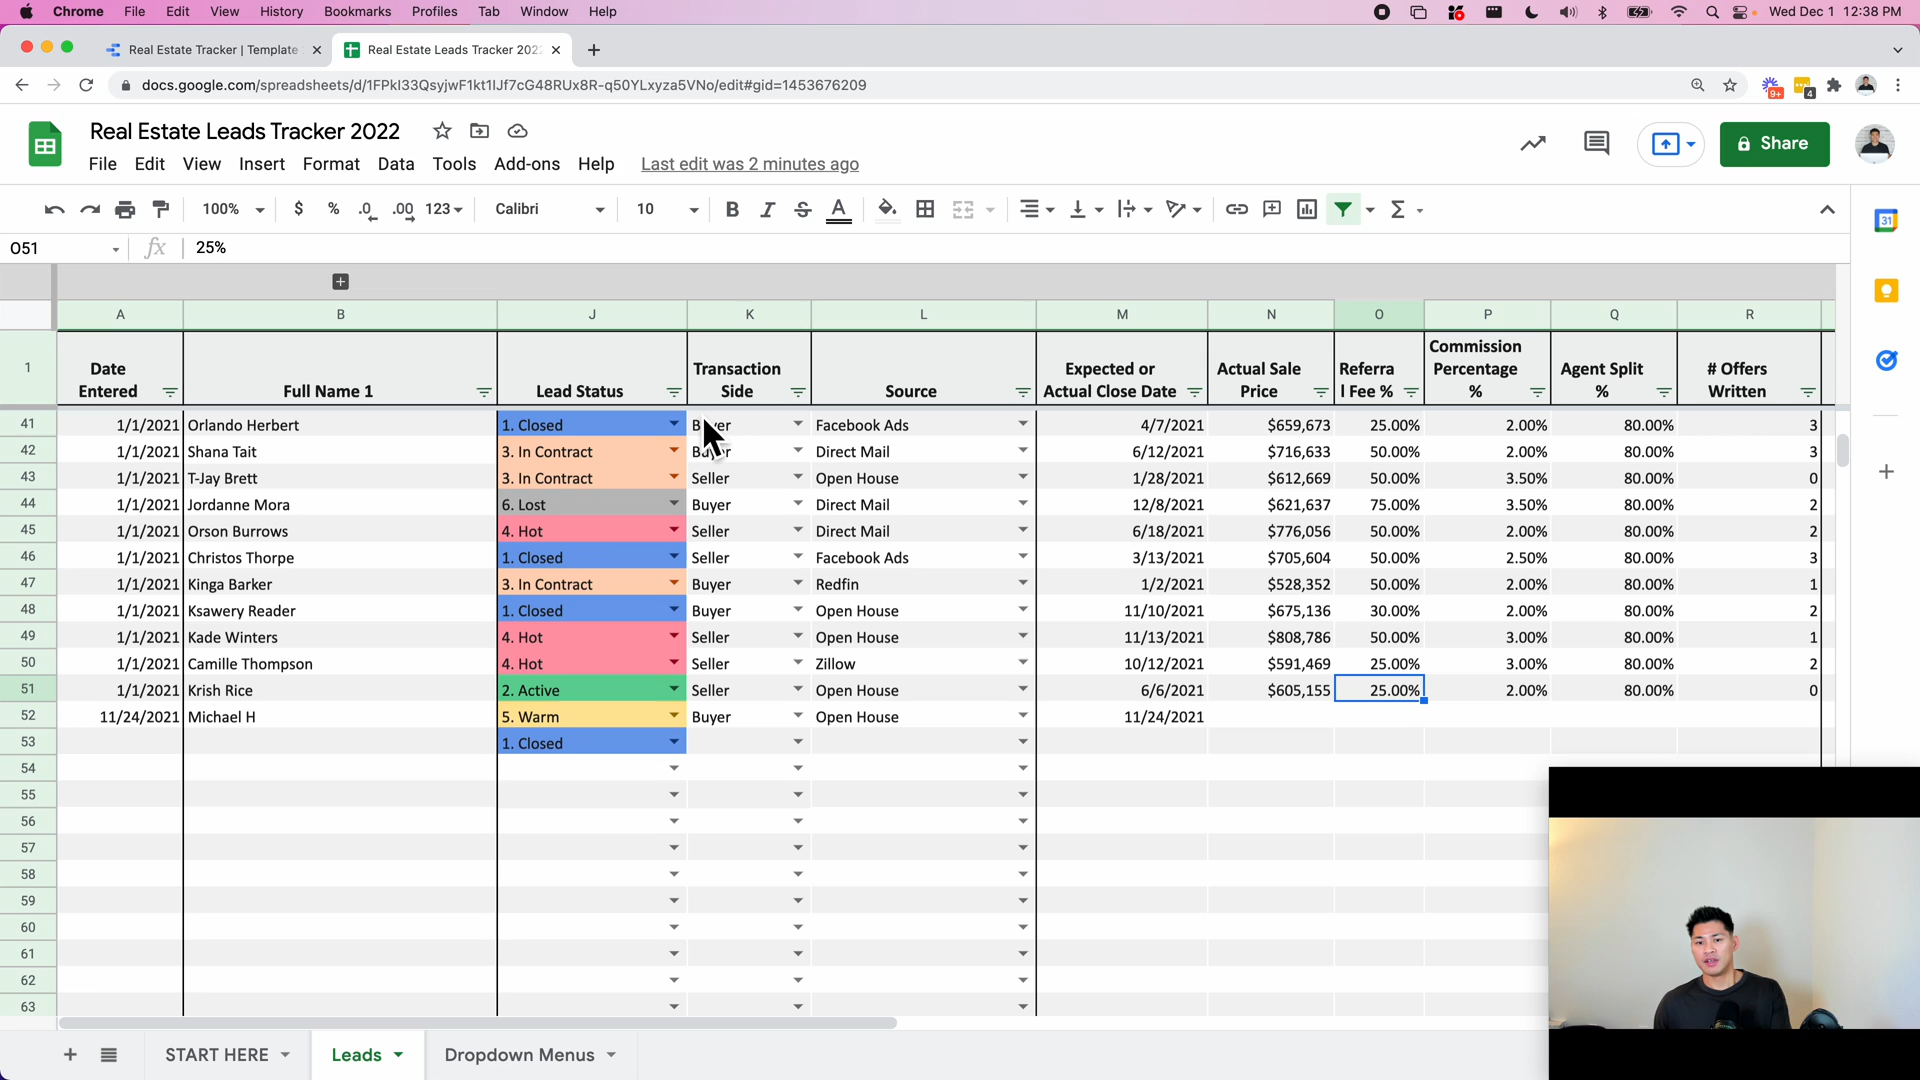 Chrome File Edit View History Bookmarks Profiles Tab Window Help Wed Dec 1 12:38 PM
Real Estate Tracker | Template Real Estate Leads Tracker 202
docs.google.com/spreadsheets/d/1FPkI33QsyjwF1kt1IJf7cG48RUx8R-q50YLxyza5VNo/edit#gid=1453676209 9+ 4
Real Estate Leads Tracker 2022
Share
File Edit View Insert Format Data Tools Add-ons Help Last edit was 2 minutes ago
100% $ % .0 .00 123 Calibri 10 B I S A Σ 31
O51 fx 25%
A B J K L M N O P Q R
1 Date Entered Full Name 1 Lead Status Transaction Side Source Expected or Actual Close Date Actual Sale Price Referra l Fee % Commission Percentage % Agent Split % # Offers Written
41 1/1/2021 Orlando Herbert 1. Closed Facebook Ads 4/7/2021 $659,673 25.00% 2.00% 80.00% 3
42 1/1/2021 Shana Tait 3. In Contract Direct Mail 6/12/2021 $716,633 50.00% 2.00% 80.00% 3
43 1/1/2021 T-Jay Brett 3. In Contract Seller Open House 1/28/2021 $612,669 50.00% 3.50% 80.00% 0
44 1/1/2021 Jordanne Mora 6. Lost Buyer Direct Mail 12/8/2021 $621,637 75.00% 3.50% 80.00% 2
45 1/1/2021 Orson Burrows 4. Hot Seller Direct Mail 6/18/2021 $776,056 50.00% 2.00% 80.00% 2
46 1/1/2021 Christos Thorpe 1. Closed Seller Facebook Ads 3/13/2021 $705,604 50.00% 2.50% 80.00% 3
47 1/1/2021 Kinga Barker 3. In Contract Buyer Redfin 1/2/2021 $528,352 50.00% 2.00% 80.00% 1
48 1/1/2021 Ksawery Reader 1. Closed Buyer Open House 11/10/2021 $675,136 30.00% 2.00% 80.00% 2
49 1/1/2021 Kade Winters 4. Hot Seller Open House 11/13/2021 $808,786 50.00% 3.00% 80.00% 1
50 1/1/2021 Camille Thompson 4. Hot Seller Zillow 10/12/2021 $591,469 25.00% 3.00% 80.00% 2
51 1/1/2021 Krish Rice 2. Active Seller Open House 6/6/2021 $605,155 25.00% 2.00% 80.00% 0
52 11/24/2021 Michael H 5. Warm Buyer Open House 11/24/2021
53 1. Closed
54
55
56
57
58
59
60
61
62
63
START HERE Leads Dropdown Menus